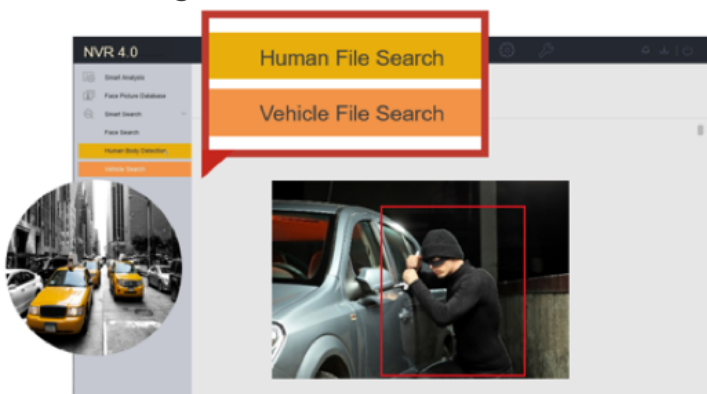 NVR 4.0
Human File Search
Vehicle File Search
Smart Analysis
Face Picture Database
Smart Search
Face Search
Human Body Detection
Vehicle Search